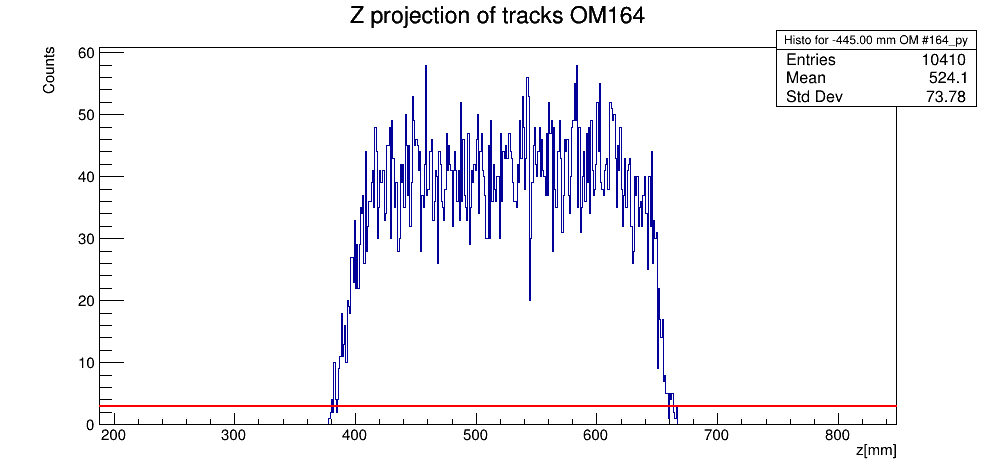 Z projection of tracks OM164
Histo for -445.00 mm OM #164_py
Entries 10410
Mean 524.1
Std Dev 73.78
Counts
60
50
40
30
20
10
0
200 300 400 500 600 700 800
z[mm]